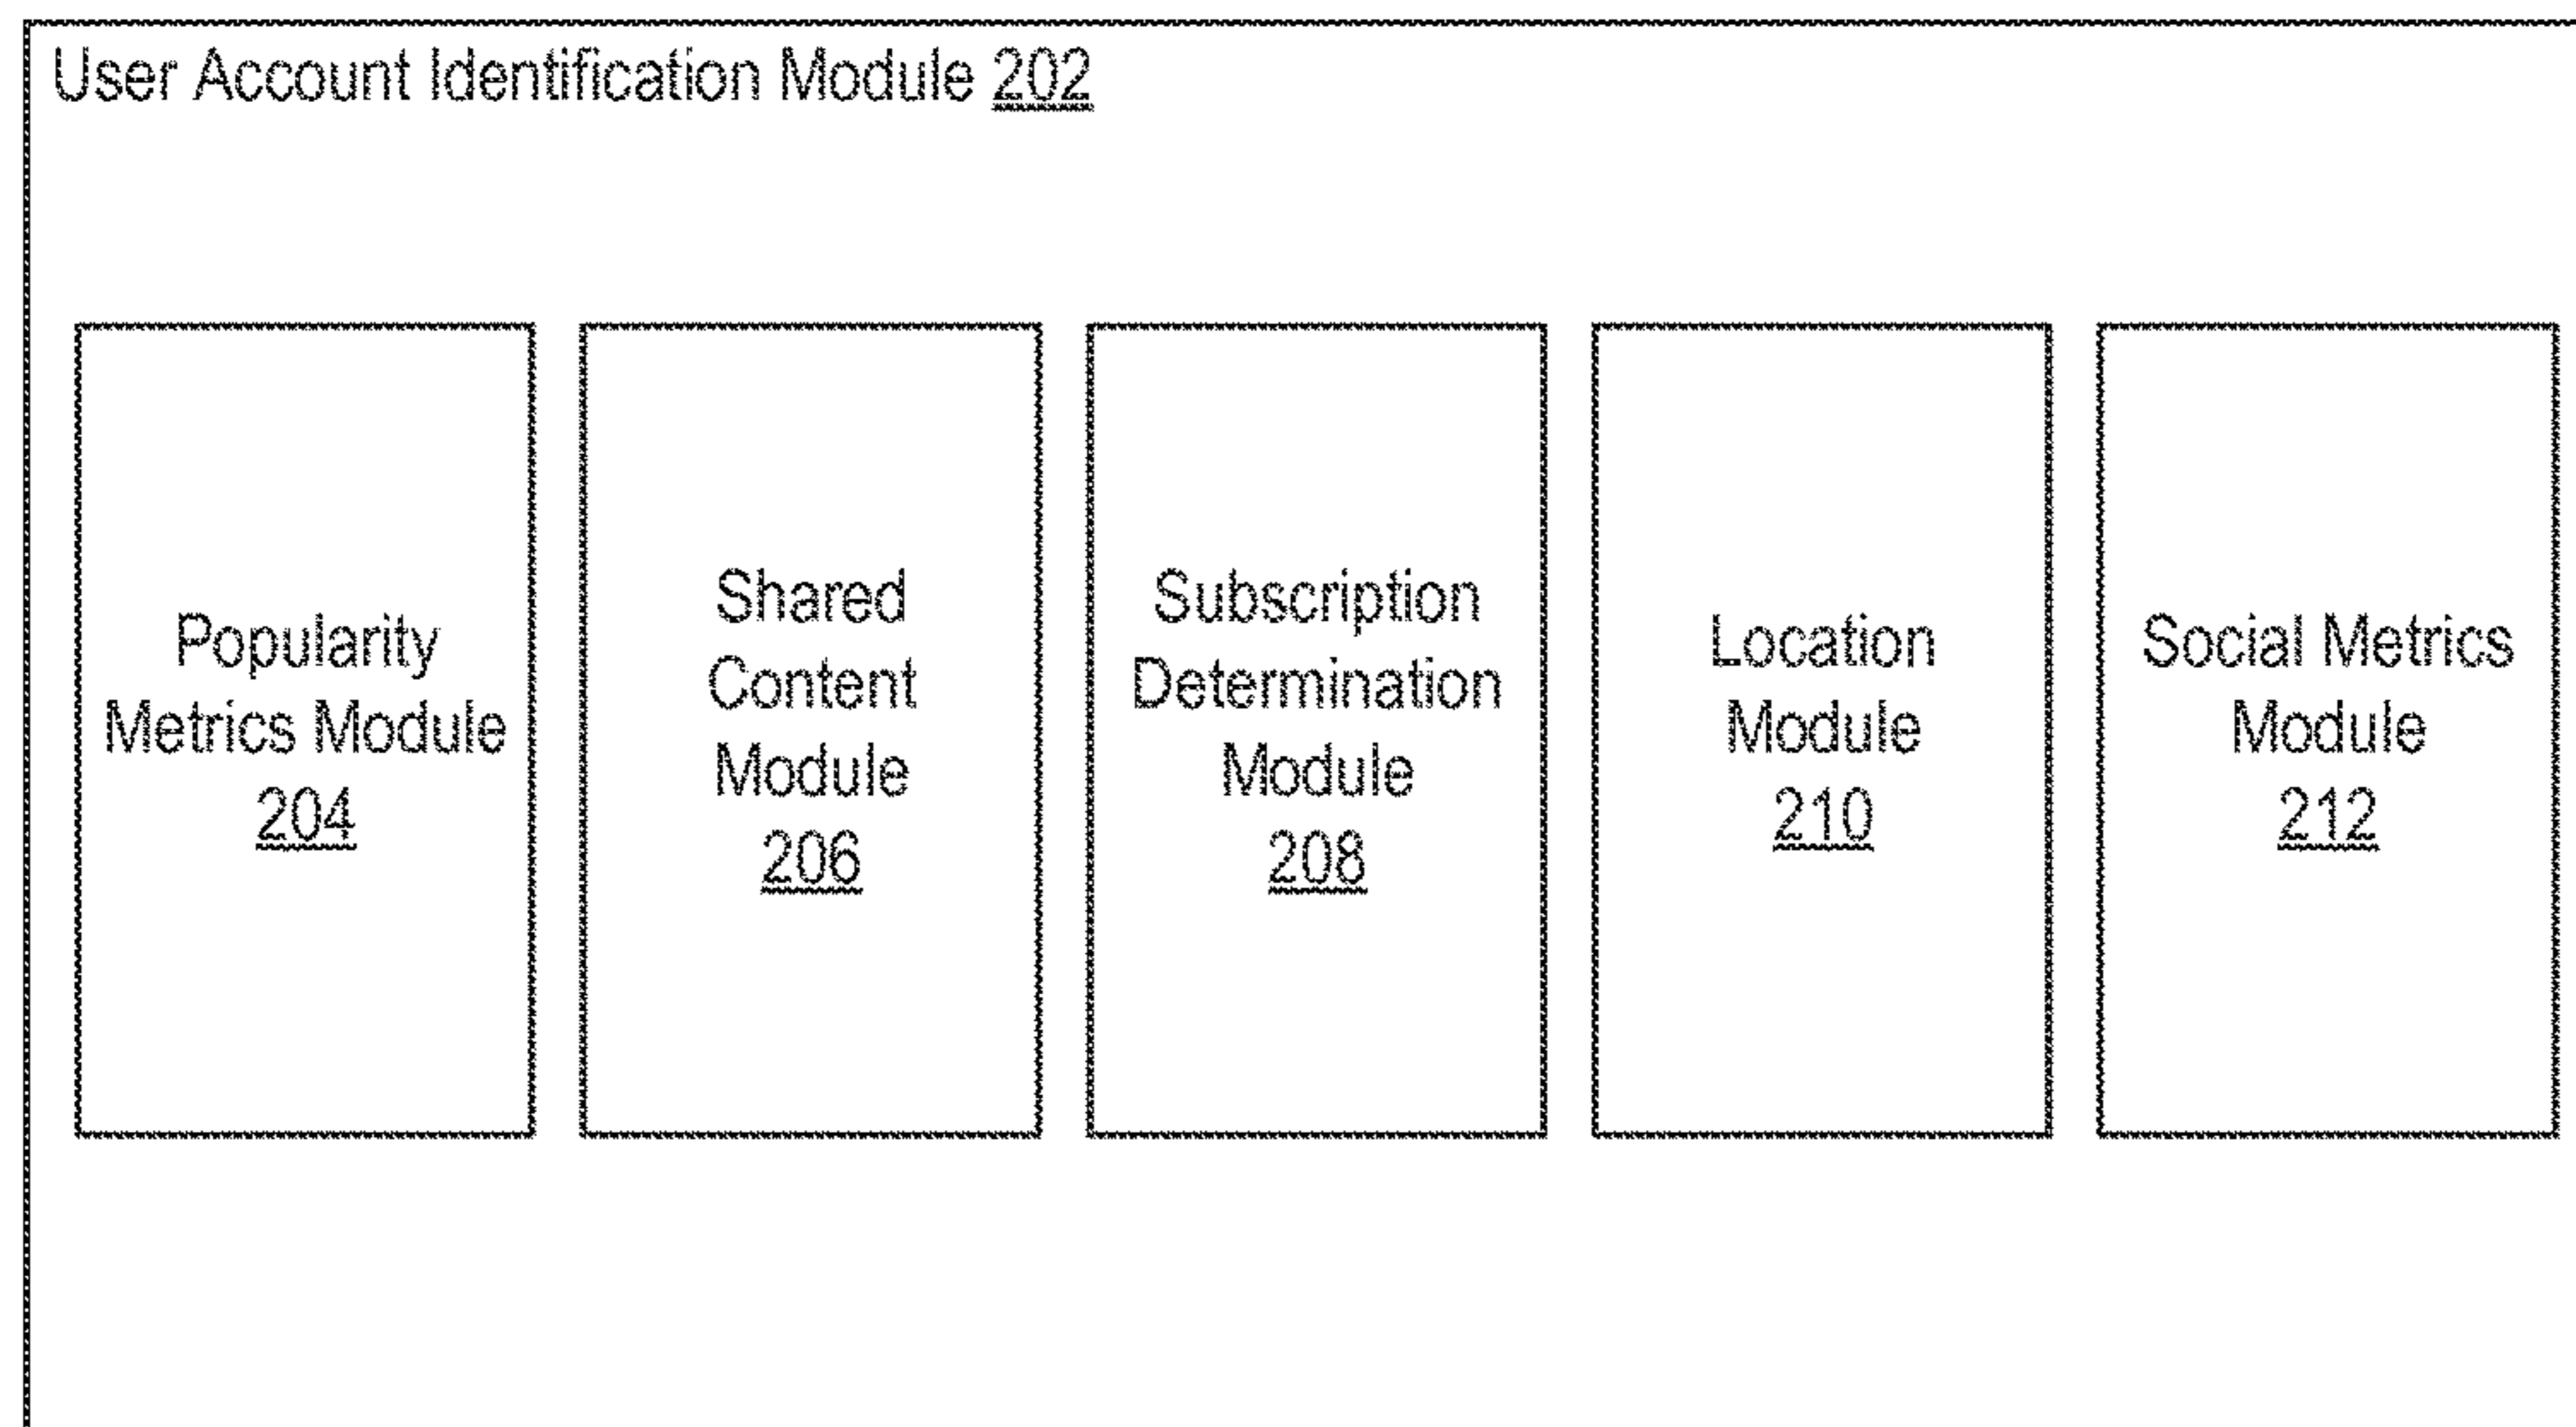 User Account Identification Module 202
Popularity
Metrics Module
204
Shared
Content
Module
206
Subscription
Determination
Module
208
Location
Module
210
Social Metrics
Module
212